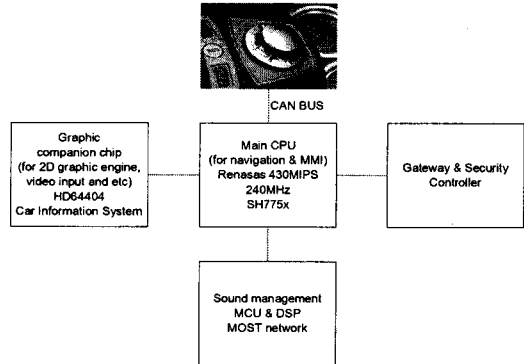 CAN BUS
Graphic
companion chip
(for 2D graphic engine,
video input and etc)
HD64404
Car Information System
Main CPU
(for navigation & MMI)
Renasas 430MIPS
240MHz
SH775x
Gateway & Security
Controller
Sound management
MCU & DSP
MOST network